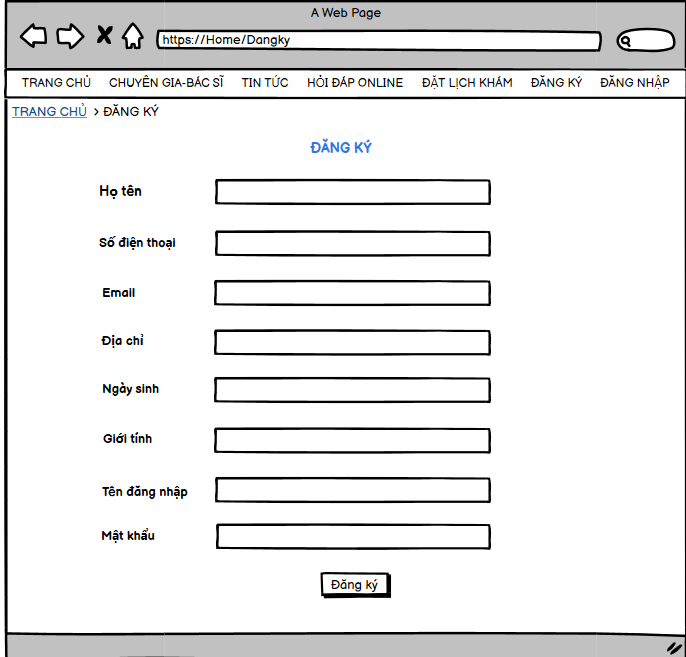 A Web Page
https://Home/Dangky
TRANG CHỦ CHUYÊN GIA-BÁC SĨ TIN TỨC HỎI ĐÁP ONLINE ĐẶT LỊCH KHÁM ĐĂNG KÝ ĐĂNG NHẬP
TRANG CHỦ > ĐĂNG KÝ
ĐĂNG KÝ
Họ tên
Số điện thoại
Email
Địa chỉ
Ngày sinh
Giới tính
Tên đăng nhập
Mật khẩu
Đăng ký